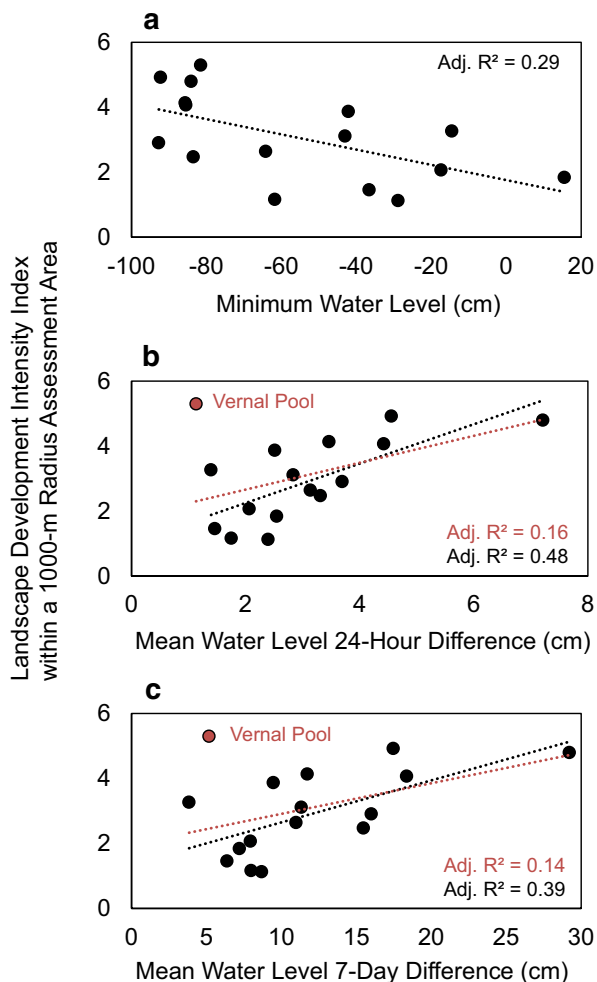 a
Adj. R² = 0.29
6
4
2
0
-100 -80 -60 -40 -20 0 20
Minimum Water Level (cm)
Landscape Development Intensity Index
within a 1000-m Radius Assessment Area
b
Vernal Pool
Adj. R² = 0.16
Adj. R² = 0.48
6
4
2
0
0 2 4 6 8
Mean Water Level 24-Hour Difference (cm)
c
Vernal Pool
Adj. R² = 0.14
Adj. R² = 0.39
6
4
2
0
0 5 10 15 20 25 30
Mean Water Level 7-Day Difference (cm)